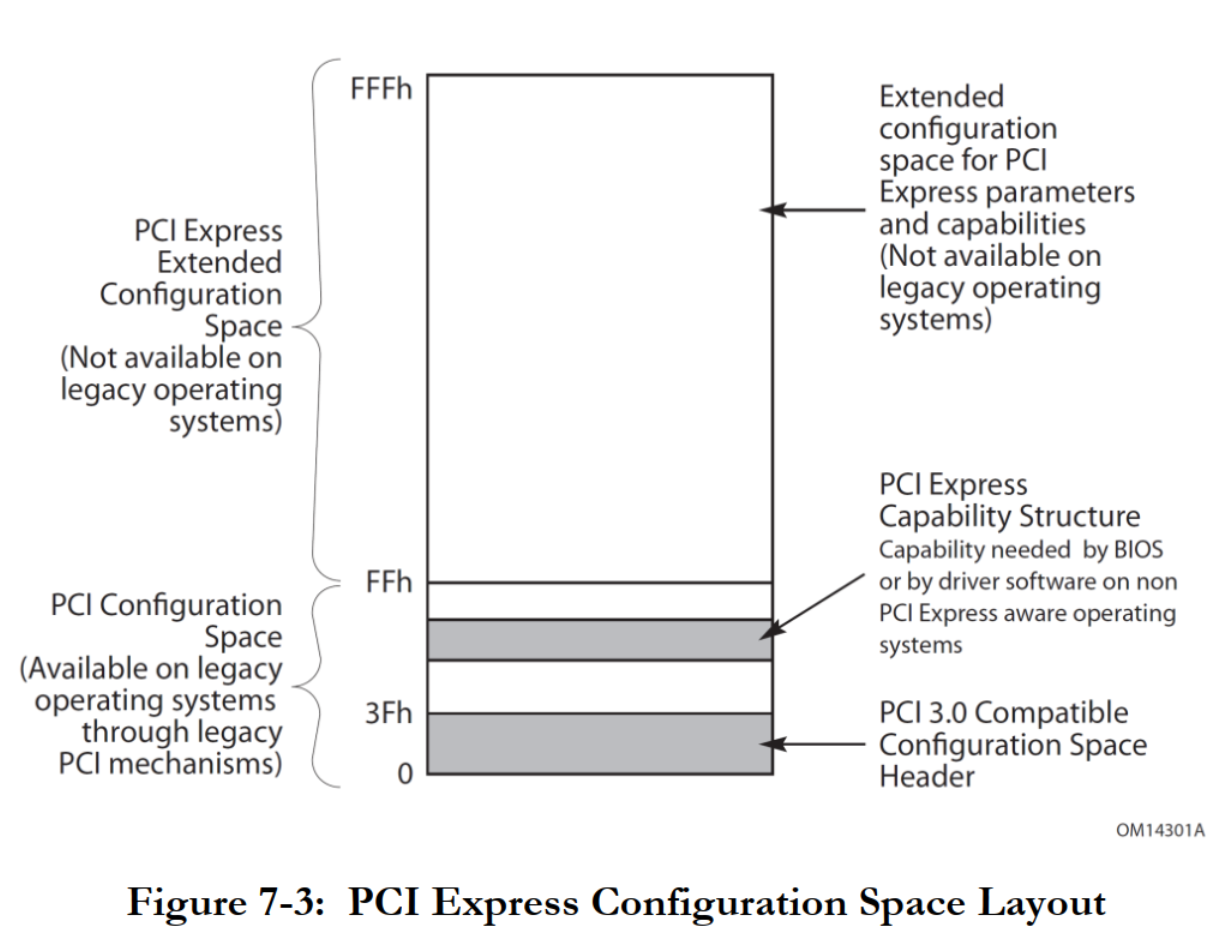 FFFh
PCI Express
Extended
Configuration
Space
(Not available on
legacy operating
systems)
Extended
configuration
space for PCI
Express parameters
and capabilities
(Not available on
legacy operating
systems)
PCI Express
Capability Structure
Capability needed by BIOS
or by driver software on non
PCI Express aware operating
systems
FFh
PCI Configuration
Space
(Available on legacy
operating systems
through legacy
PCI mechanisms)
3Fh
0
PCI 3.0 Compatible
Configuration Space
Header
OM14301A
Figure 7-3: PCI Express Configuration Space Layout